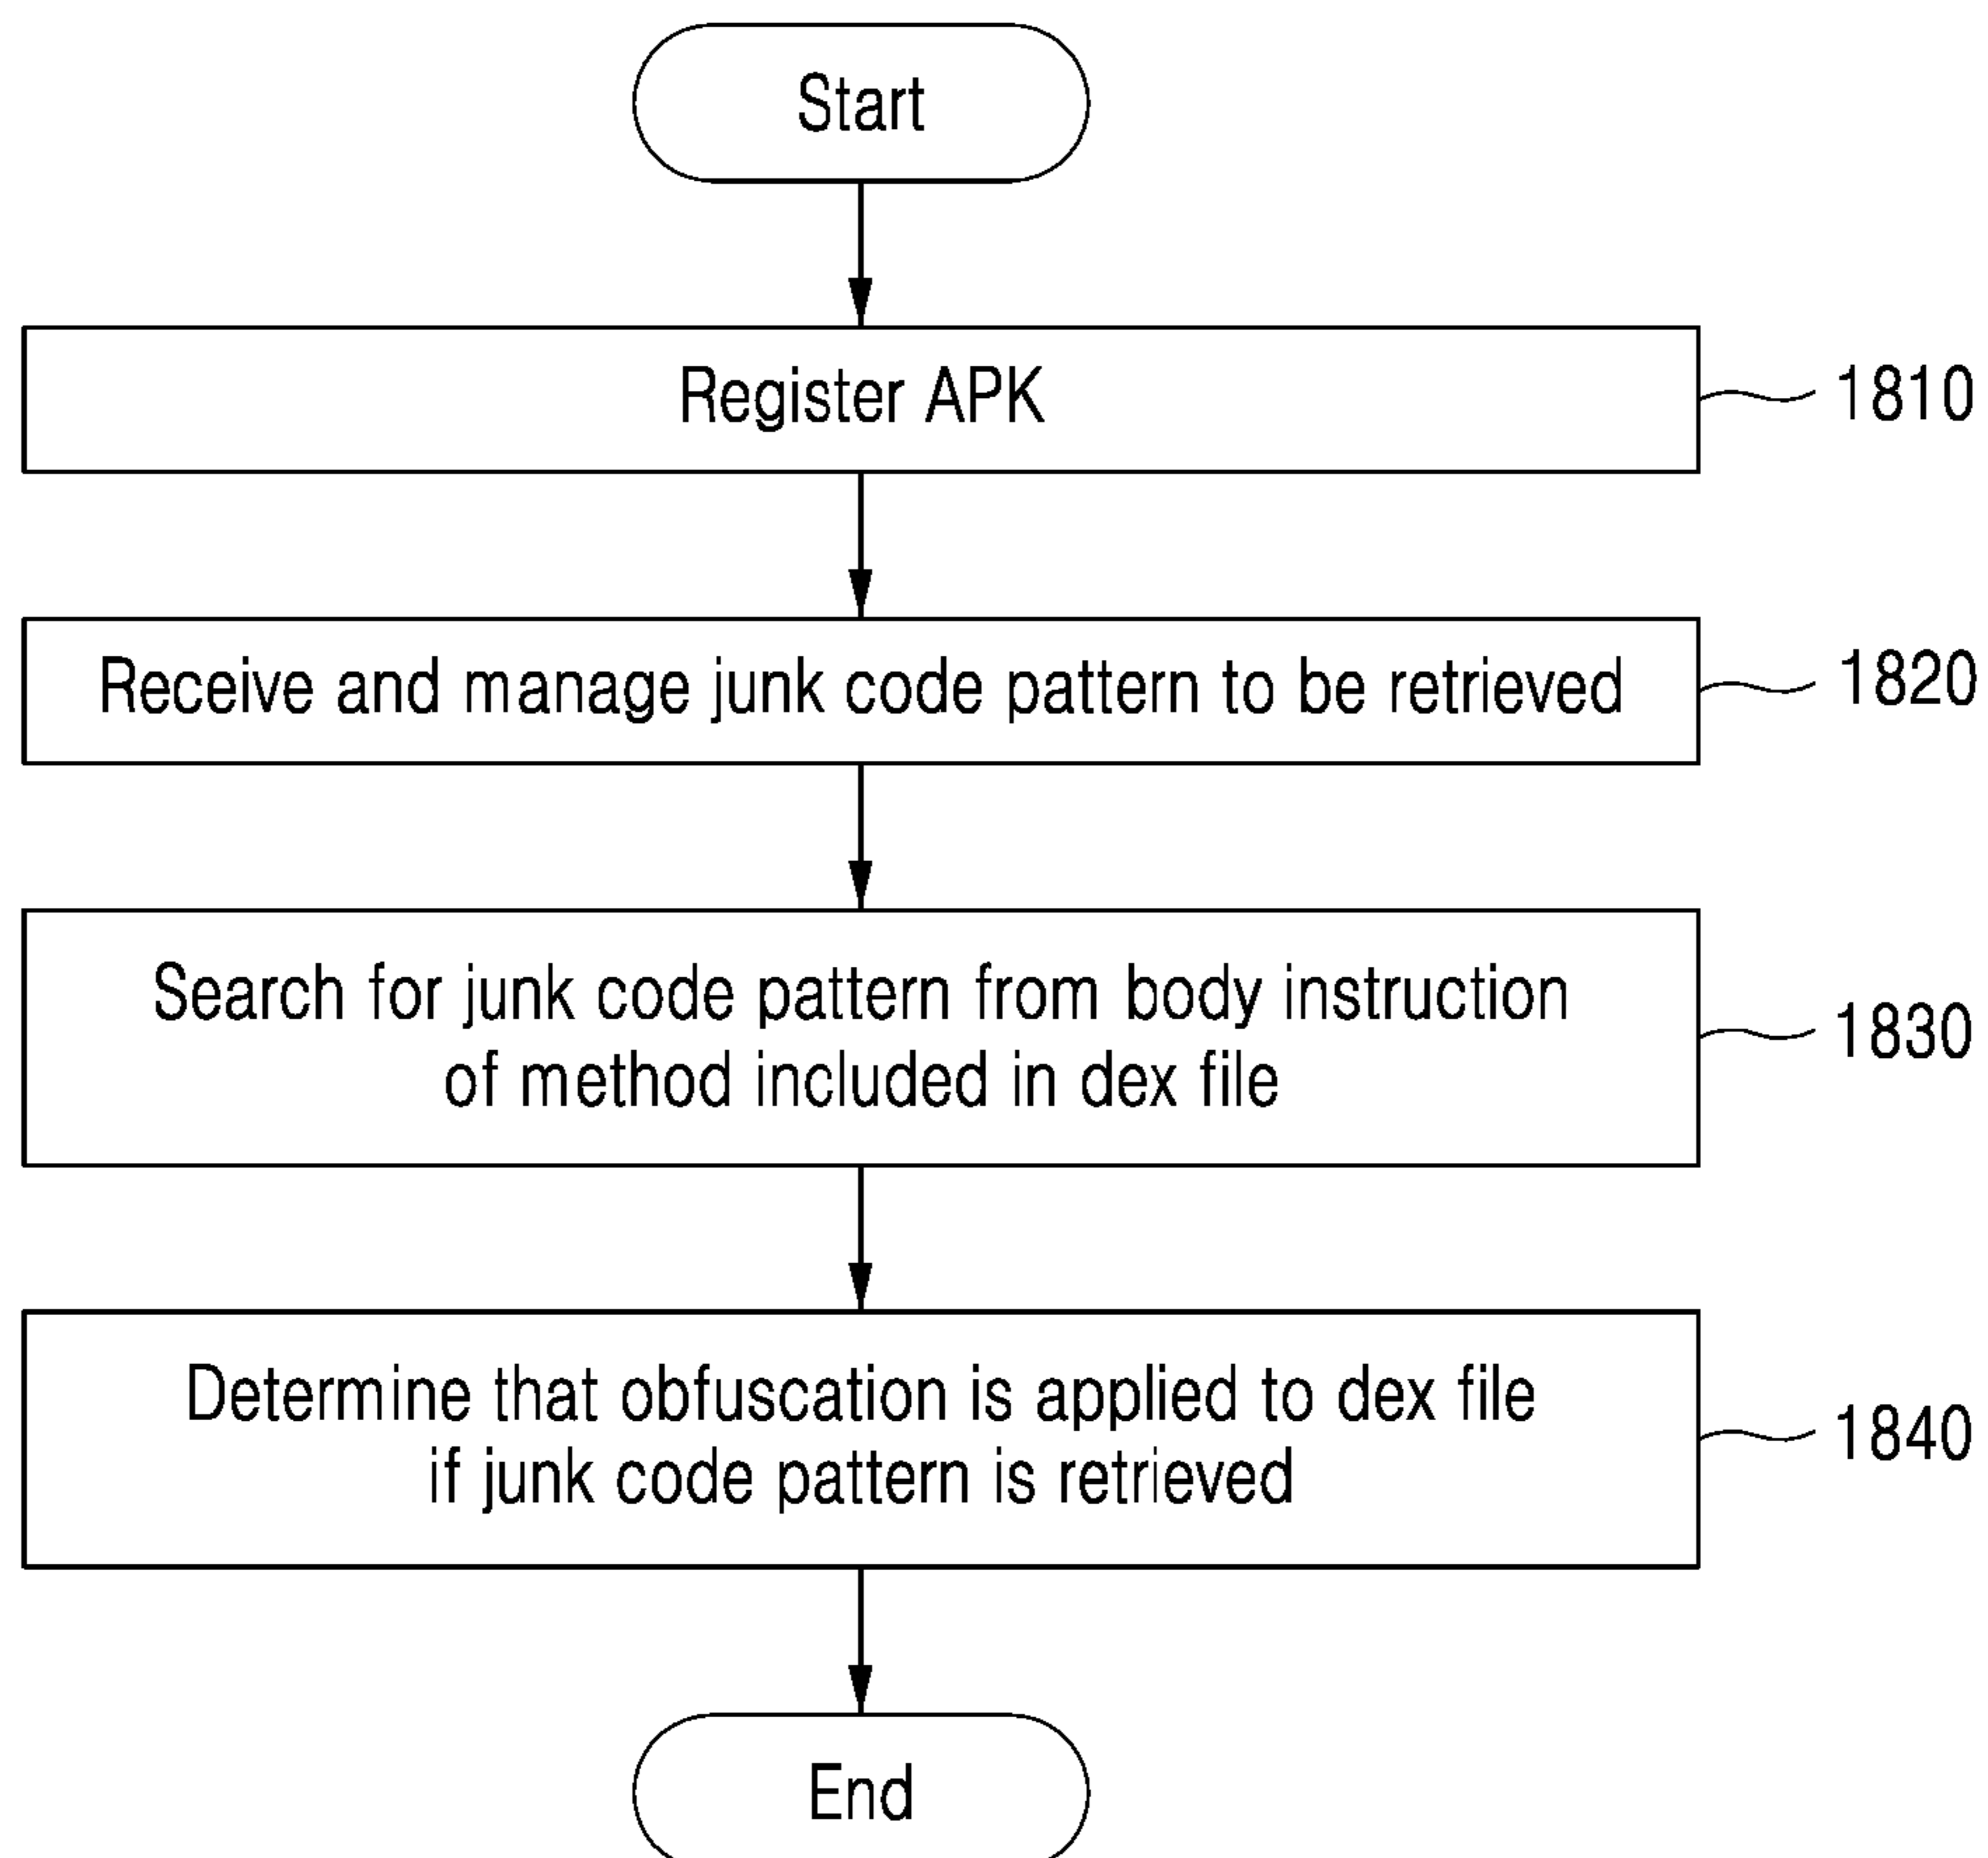 Start
Register APK
1810
Receive and manage junk code pattern to be retrieved
1820
Search for junk code pattern from body instruction
of method included in dex file
1830
Determine that obfuscation is applied to dex file
if junk code pattern is retrieved
1840
End